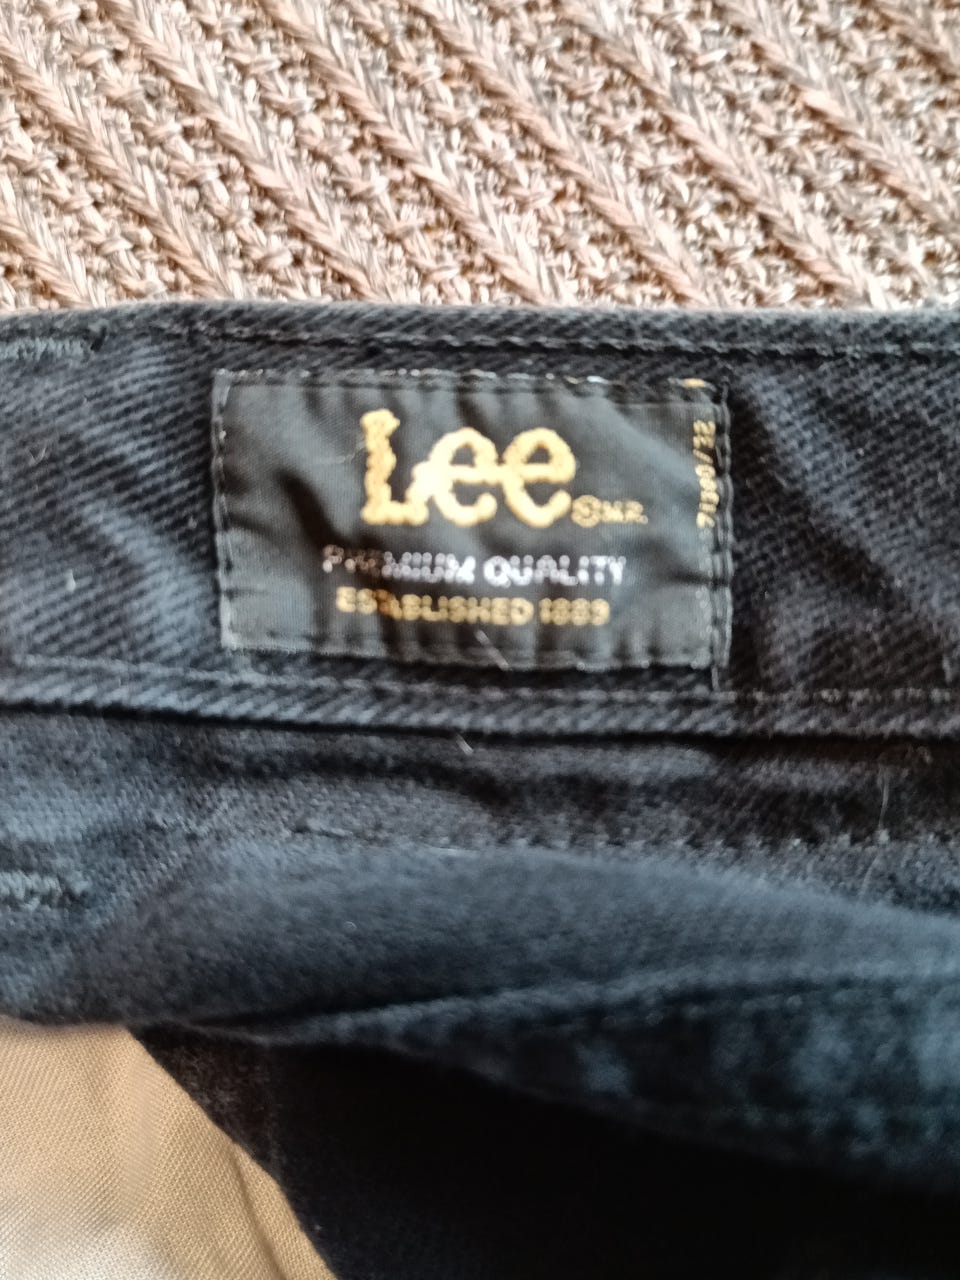 Lee ® M.R.
PREMIUM QUALITY
ESTABLISHED 1889